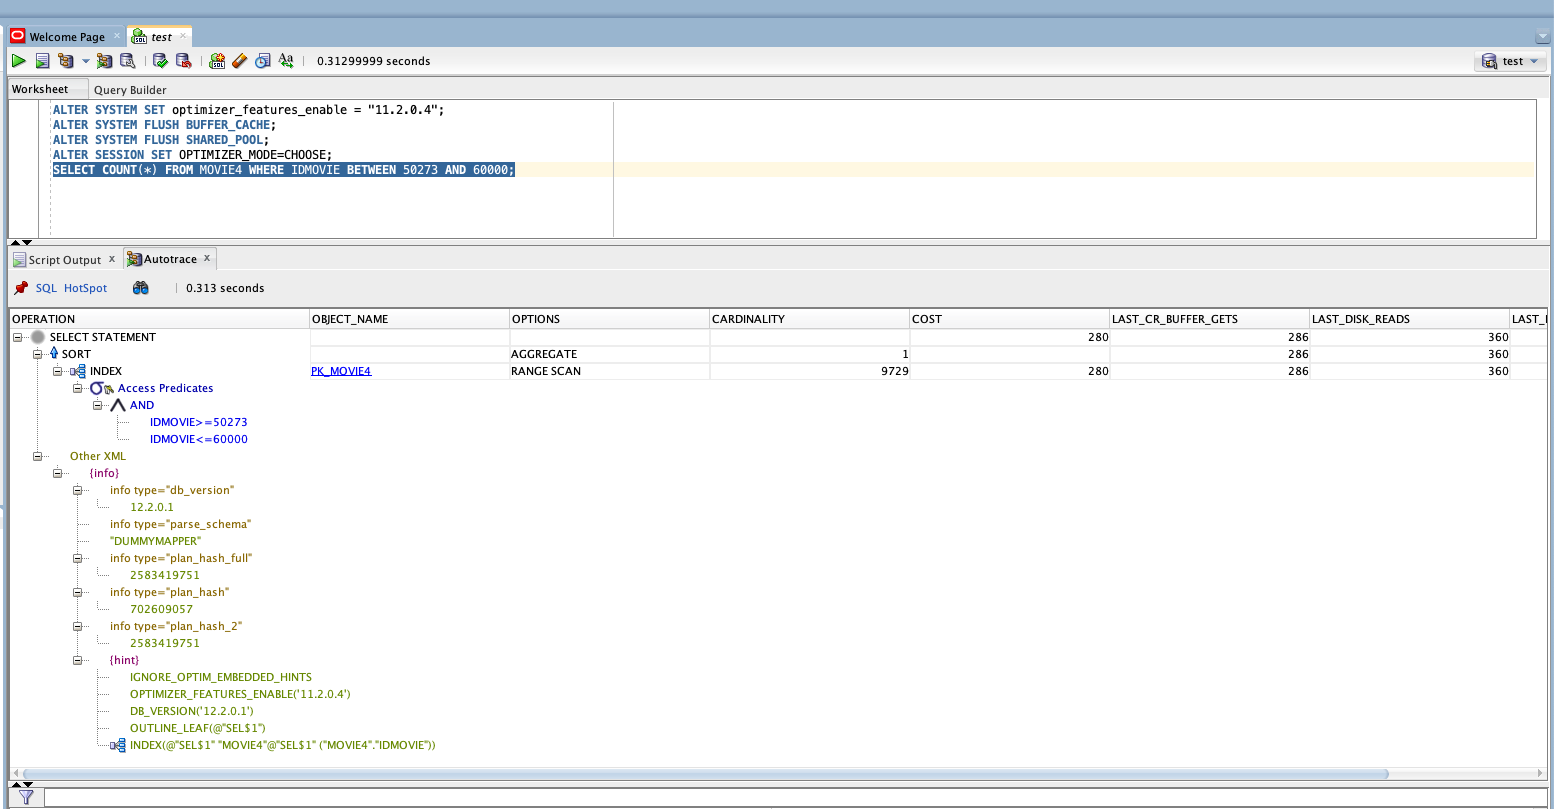 Welcome Page
test
0.31299999 seconds
test
Worksheet
Query Builder
ALTER SYSTEM SET optimizer_features_enable = "11.2.0.4";
ALTER SYSTEM FLUSH BUFFER_CACHE;
ALTER SYSTEM FLUSH SHARED_POOL;
ALTER SESSION SET OPTIMIZER_MODE=CHOOSE;
SELECT COUNT(*) FROM MOVIE4 WHERE IDMOVIE BETWEEN 50273 AND 60000;
Script Output x Autotrace x
SQL HotSpot 0.313 seconds
OPERATION OBJECT_NAME OPTIONS CARDINALITY COST LAST_CR_BUFFER_GETS LAST_DISK_READS LAST_
SELECT STATEMENT 280 286 360
SORT AGGREGATE 1 286 360
INDEX PK_MOVIE4 RANGE SCAN 9729 280 286 360
Access Predicates
AND
IDMOVIE>=50273
IDMOVIE<=60000
Other XML
{info}
info type="db_version"
12.2.0.1
info type="parse_schema"
"DUMMYMAPPER"
info type="plan_hash_full"
2583419751
info type="plan_hash"
702609057
info type="plan_hash_2"
2583419751
{hint}
IGNORE_OPTIM_EMBEDDED_HINTS
OPTIMIZER_FEATURES_ENABLE('11.2.0.4')
DB_VERSION('12.2.0.1')
OUTLINE_LEAF(@"SEL$1")
INDEX(@"SEL$1" "MOVIE4"@"SEL$1" ("MOVIE4"."IDMOVIE"))